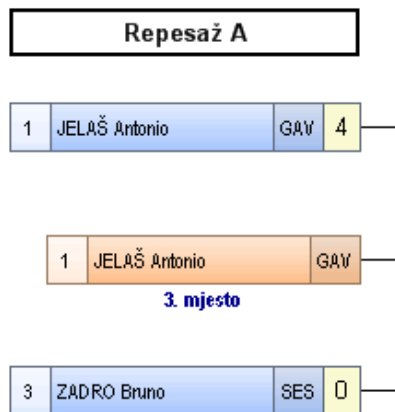 Repesaž A
1 JELAŠ Antonio GAV 4
1 JELAŠ Antonio GAV
3. mjesto
3 ZADRO Bruno SES 0